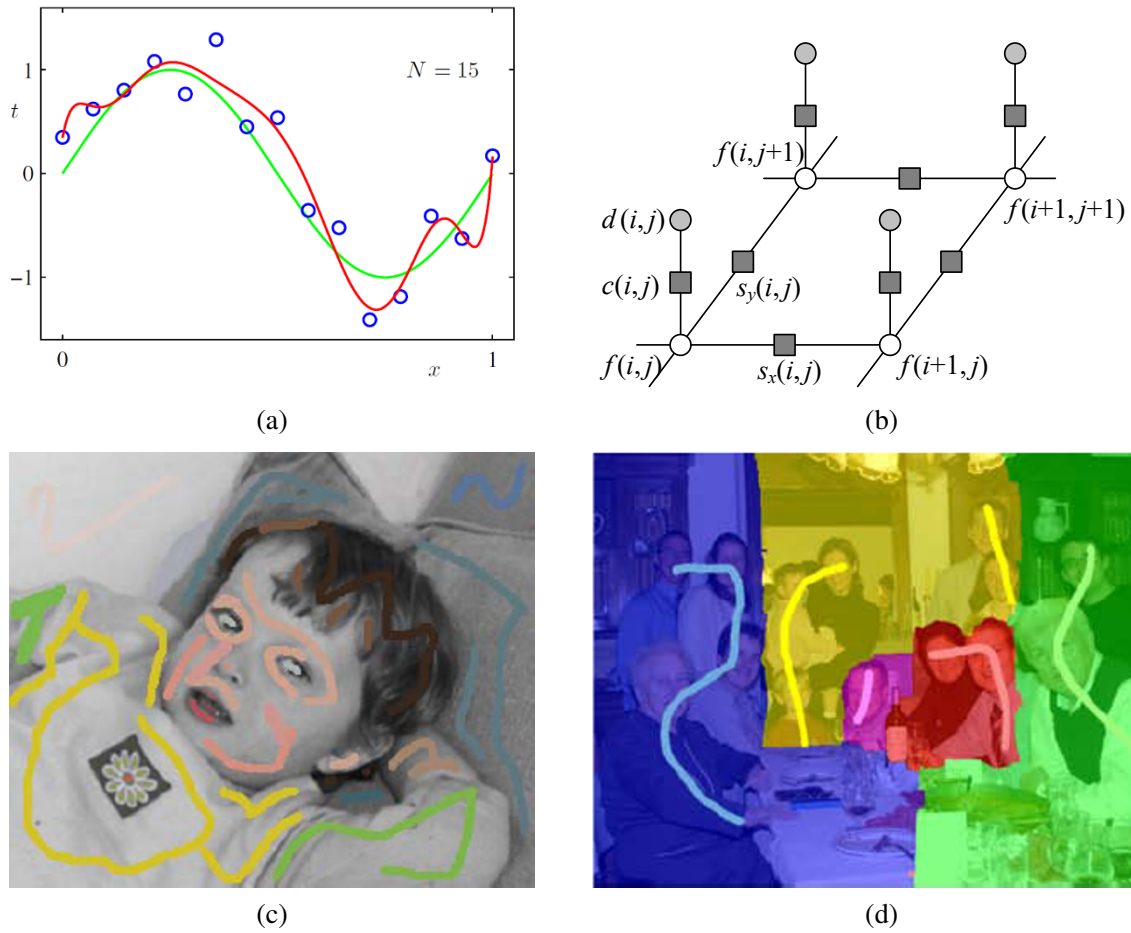 1
t
N = 15
0
−1
0
x
1
(a)
f(i, j+1)
f(i+1, j+1)
d(i, j)
c(i, j)
s_y(i, j)
f(i, j)
s_x(i, j)
f(i+1, j)
(b)
(c)
(d)